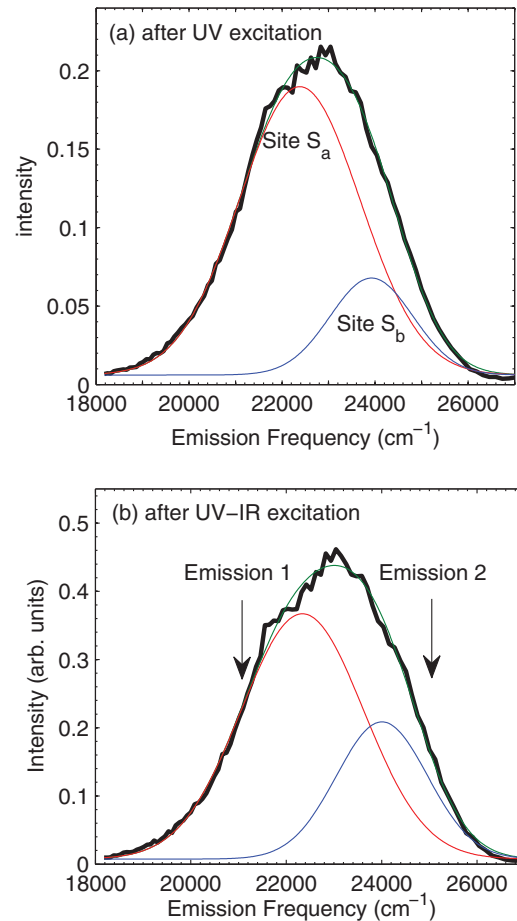 (a) after UV excitation
0.2
0.15
0.1
0.05
0
intensity
Site Sa
Site Sb
18000 20000 22000 24000 26000
Emission Frequency (cm−1)
(b) after UV−IR excitation
0.5
0.4
0.3
0.2
0.1
0
Intensity (arb. units)
Emission 1 Emission 2
18000 20000 22000 24000 26000
Emission Frequency (cm−1)